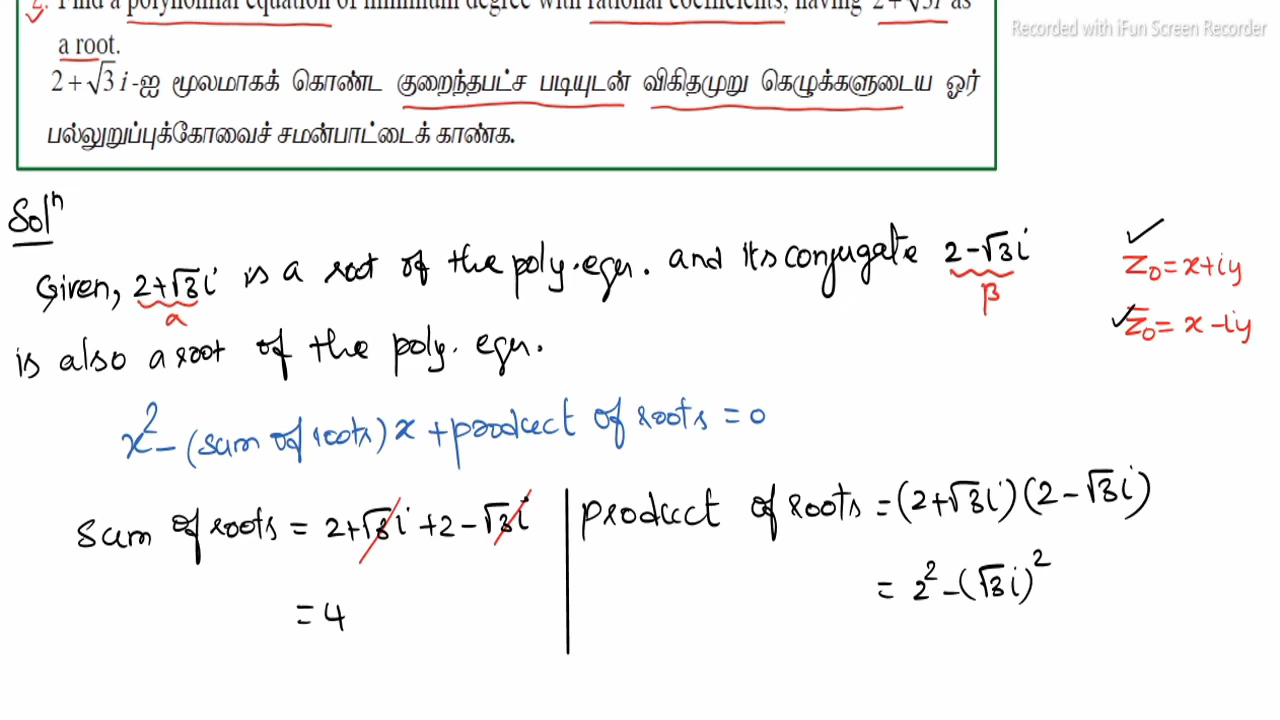 2. Find a polynomial equation of minimum degree with rational coefficients, having 2+√3i as
Recorded with iFun Screen Recorder
a root.
2+√3 i -ஐ மூலமாகக் கொண்ட குறைந்தபட்ச படியுடன் விகிதமுறு கெழுக்களுடைய ஓர்
பல்லுறுப்புக்கோவைச் சமன்பாட்டைக் காண்க.
Solⁿ
Given, 2+√3i is a root of the poly.equ. and its conjugate 2-√3i
α
β
Z₀=x+iy
Z̅₀=x-iy
is also a root of the poly. equ.
x²-(sum of roots)x+product of roots=0
sum of roots = 2+√3i+2-√3i
=4
product of roots=(2+√3i)(2-√3i)
= 2²-(√3i)²